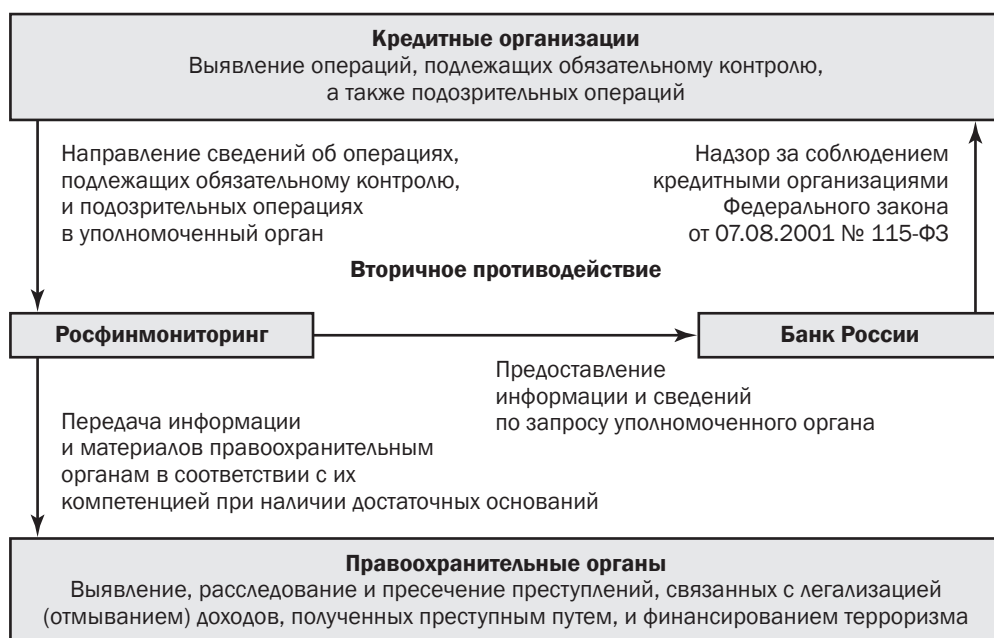 Кредитные организации
Выявление операций, подлежащих обязательному контролю,
а также подозрительных операций
Направление сведений об операциях,
подлежащих обязательному контролю,
и подозрительных операциях
в уполномоченный орган
Надзор за соблюдением
кредитными организациями
Федерального закона
от 07.08.2001 № 115-ФЗ
Вторичное противодействие
Росфинмониторинг
Банк России
Предоставление
информации и сведений
по запросу уполномоченного органа
Передача информации
и материалов правоохранительным
органам в соответствии с их
компетенцией при наличии достаточных оснований
Правоохранительные органы
Выявление, расследование и пресечение преступлений, связанных с легализацией
(отмыванием) доходов, полученных преступным путем, и финансированием терроризма